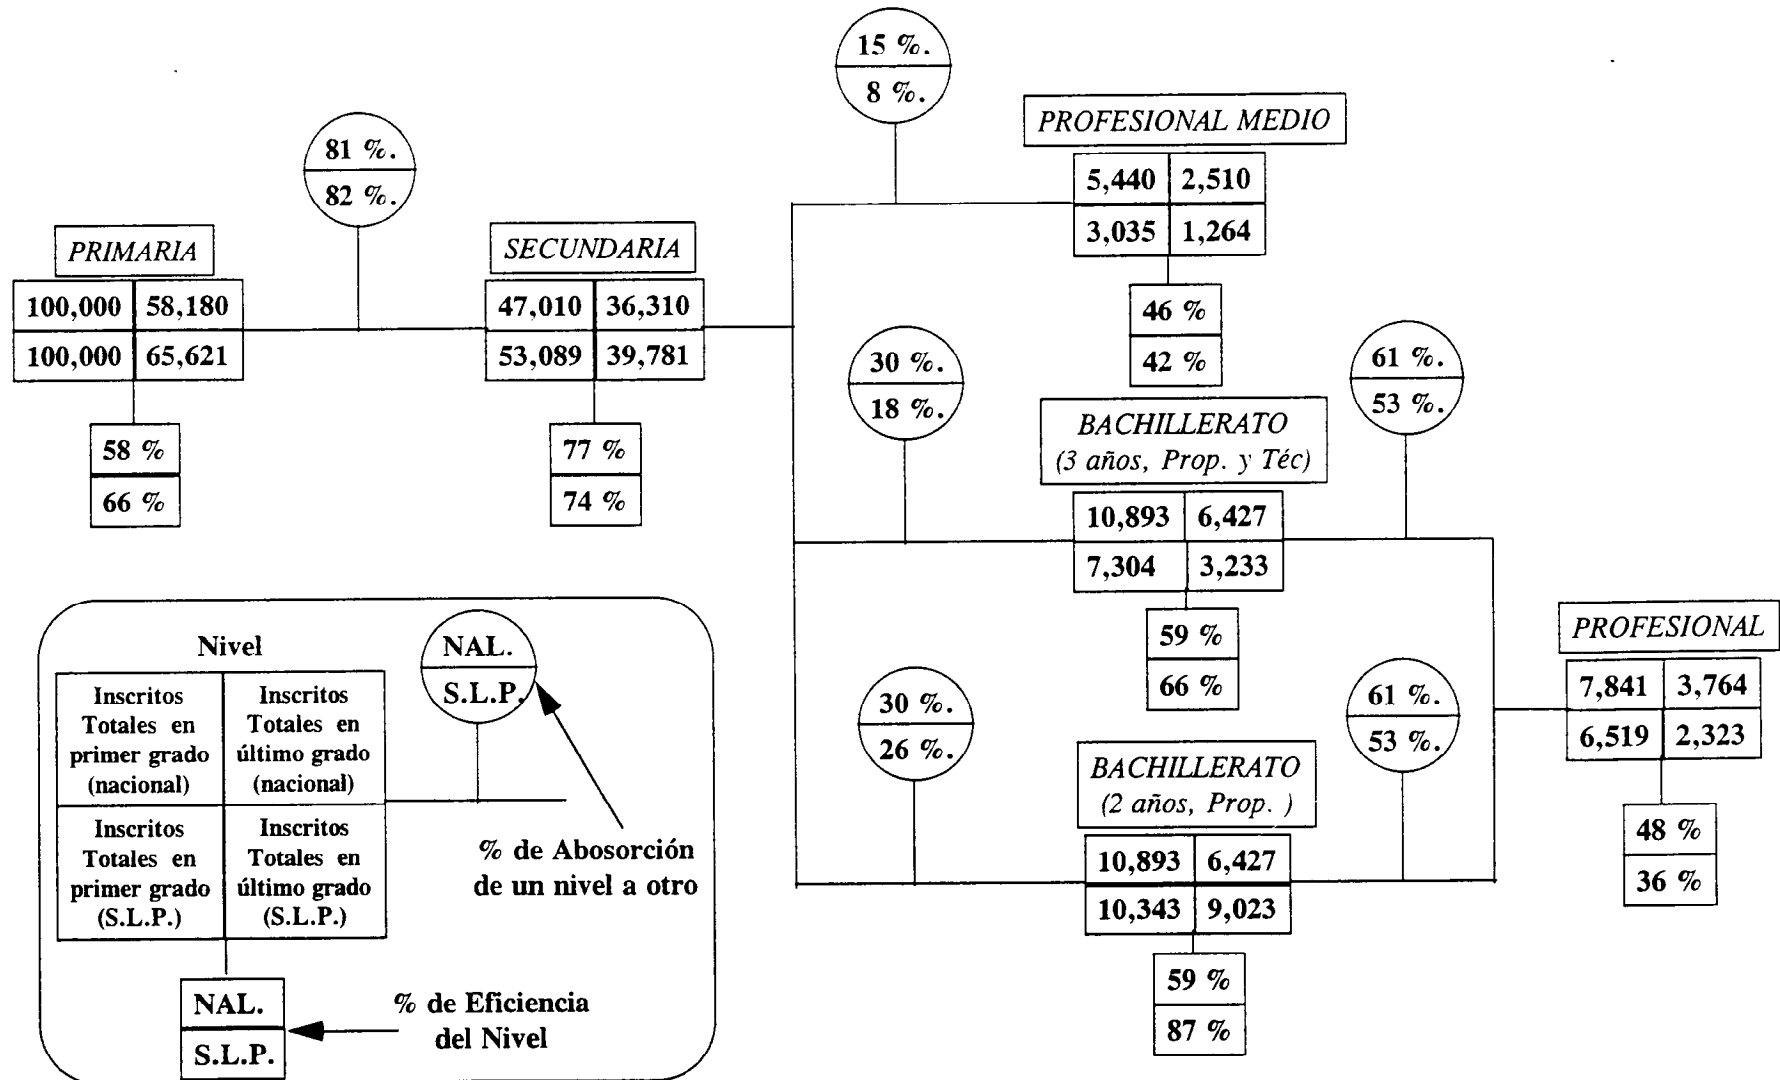 15 %.
8 %.
PROFESIONAL MEDIO
5,440 2,510
3,035 1,264
46 %
42 %
81 %.
82 %.
PRIMARIA
100,000 58,180
100,000 65,621
58 %
66 %
SECUNDARIA
47,010 36,310
53,089 39,781
77 %
74 %
30 %.
18 %.
BACHILLERATO
(3 años, Prop. y Téc)
10,893 6,427
7,304 3,233
59 %
66 %
61 %.
53 %.
30 %.
26 %.
BACHILLERATO
(2 años, Prop. )
10,893 6,427
10,343 9,023
59 %
87 %
61 %.
53 %.
PROFESIONAL
7,841 3,764
6,519 2,323
48 %
36 %
Nivel
Inscritos
Totales en
primer grado
(nacional)
Inscritos
Totales en
último grado
(nacional)
Inscritos
Totales en
primer grado
(S.L.P.)
Inscritos
Totales en
último grado
(S.L.P.)
NAL.
S.L.P.
% de Abosorción
de un nivel a otro
NAL.
S.L.P.
% de Eficiencia
del Nivel